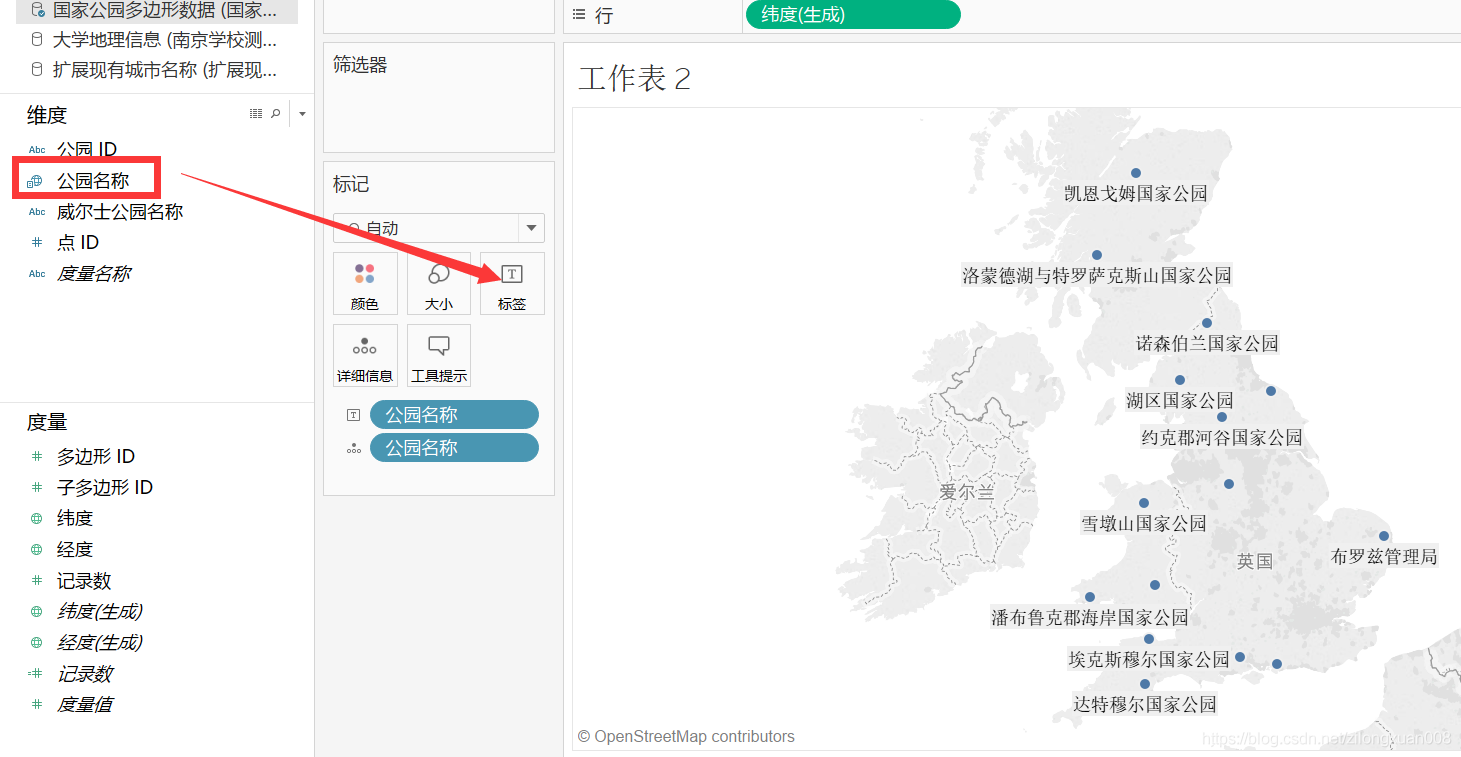 国家公园多边形数据 (国家...
大学地理信息 (南京学校测...
扩展现有城市名称 (扩展现...
维度
Abc 公园 ID
公园名称
Abc 威尔士公园名称
# 点 ID
Abc 度量名称
度量
# 多边形 ID
# 子多边形 ID
纬度
经度
# 记录数
纬度(生成)
经度(生成)
=# 记录数
# 度量值
筛选器
标记
自动
颜色
大小
T
标签
详细信息
工具提示
T 公园名称
公园名称
行
纬度(生成)
工作表 2
凯恩戈姆国家公园
洛蒙德湖与特罗萨克斯山国家公园
诺森伯兰国家公园
湖区国家公园
约克郡河谷国家公园
爱尔兰
雪墩山国家公园
英国
布罗兹管理局
潘布鲁克郡海岸国家公园
埃克斯穆尔国家公园
达特穆尔国家公园
© OpenStreetMap contributors
https://blog.csdn.net/zilongxuan008